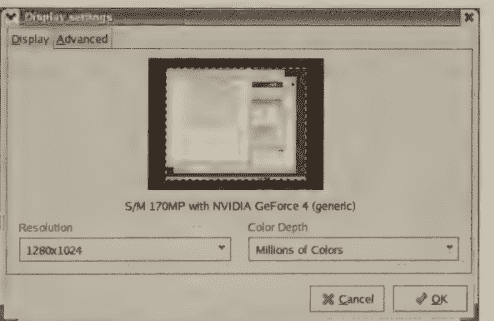 Display settings
Display Advanced
S/M 170MP with NVIDIA GeForce 4 (generic)
Resolution Color Depth
1280x1024 Millions of Colors
Cancel OK